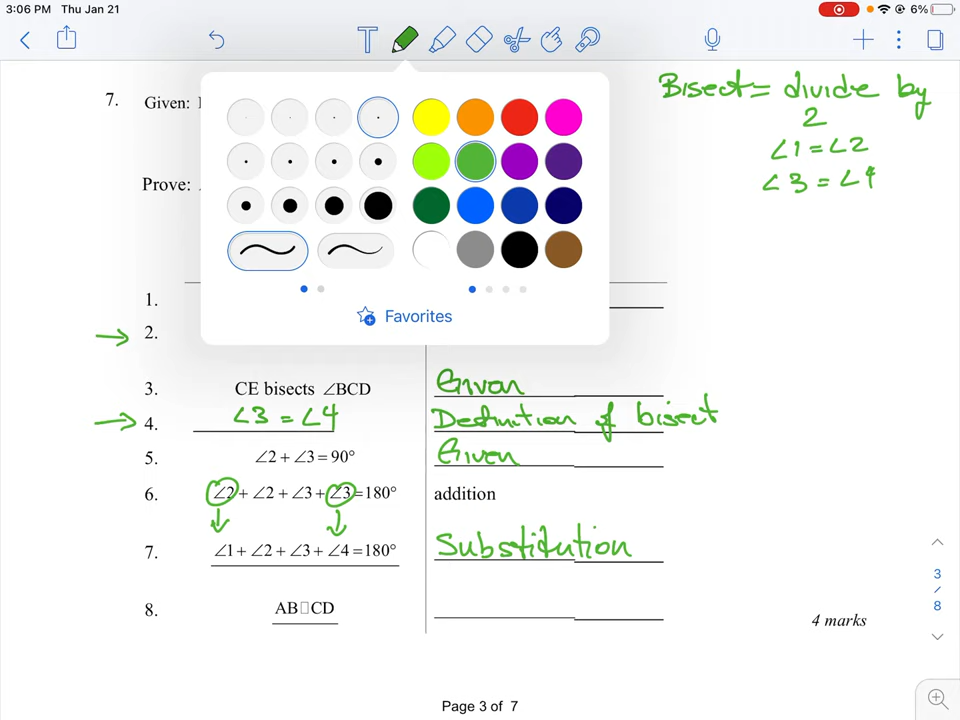 3:06 PM Thu Jan 21
6%
7. Given:
Prove:
Bisect = divide by
2
∠1 = ∠2
∠3 = ∠4
Favorites
1.
2.
3. CE bisects ∠BCD Given
4. ∠3 = ∠4 Destinution of bisect
5. ∠2 + ∠3 = 90° Given
6. ∠2 + ∠2 + ∠3 + ∠3 = 180° addition
7. ∠1 + ∠2 + ∠3 + ∠4 = 180° Substitution
8. AB□CD
4 marks
3
/
8
Page 3 of 7